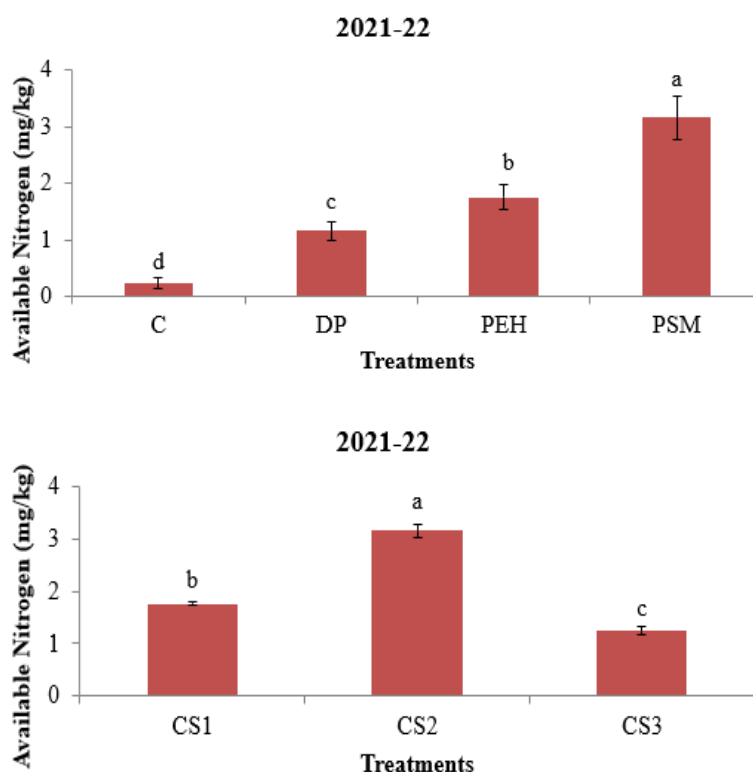 2021-22
Available Nitrogen (mg/kg)
4
3
2
1
0
d
c
b
a
C DP PEH PSM
Treatments
2021-22
Available Nitrogen (mg/kg)
4
3
2
1
0
b
a
c
CS1 CS2 CS3
Treatments